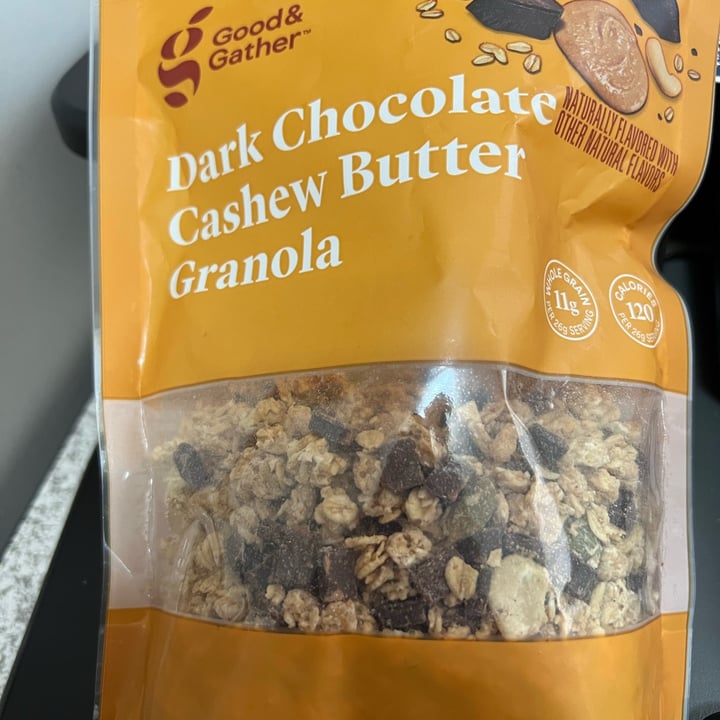 Good&
Gather™
Dark Chocolate
Cashew Butter
Granola
NATURALLY FLAVORED WITH
OTHER NATURAL FLAVORS
WHOLE GRAIN
11g
PER 26g SERVING
CALORIES
120
PER 26g SERVING